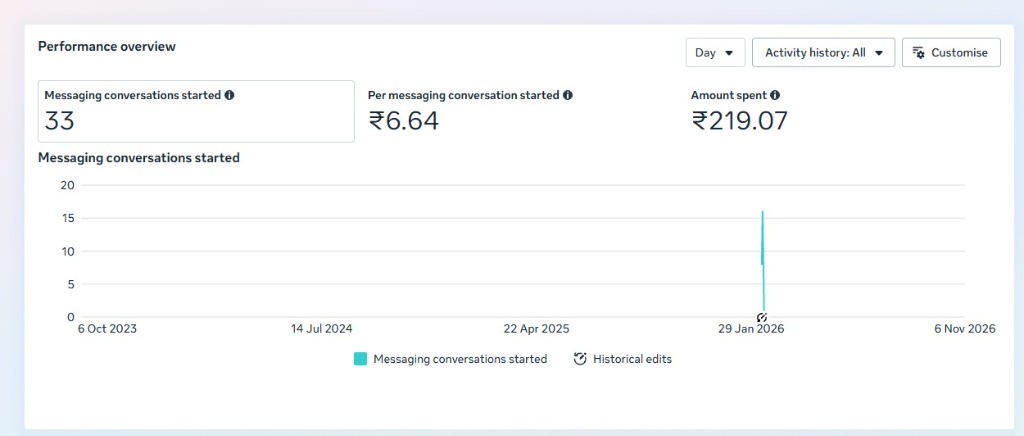 Performance overview
Day
Activity history: All
Customise
Messaging conversations started
33
Per messaging conversation started
₹6.64
Amount spent
₹219.07
Messaging conversations started
20
15
10
5
0
6 Oct 2023
14 Jul 2024
22 Apr 2025
29 Jan 2026
6 Nov 2026
Messaging conversations started
Historical edits